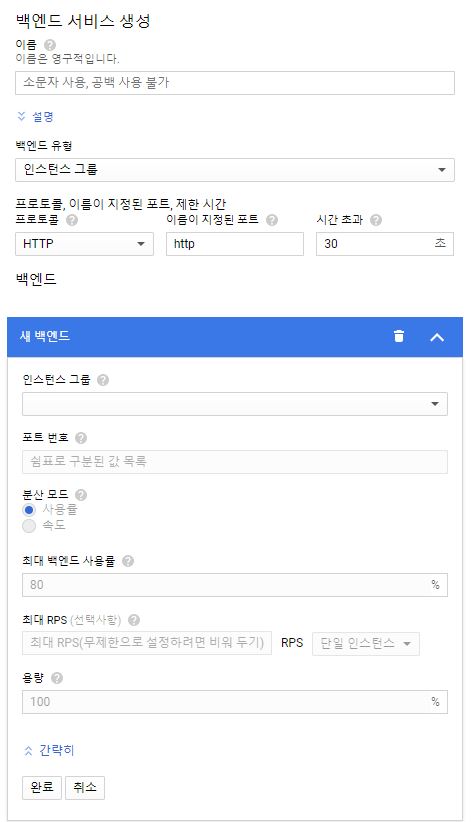 백엔드 서비스 생성
이름
이름은 영구적입니다.
소문자 사용, 공백 사용 불가
설명
백엔드 유형
인스턴스 그룹
프로토콜, 이름이 지정된 포트, 제한 시간
프로토콜 이름이 지정된 포트 시간 초과
HTTP http 30 초
백엔드
새 백엔드
인스턴스 그룹
포트 번호
쉼표로 구분된 값 목록
분산 모드
사용률
속도
최대 백엔드 사용률
80 %
최대 RPS (선택사항)
최대 RPS(무제한으로 설정하려면 비워 두기) RPS 단일 인스턴스
용량
100 %
간략히
완료 취소